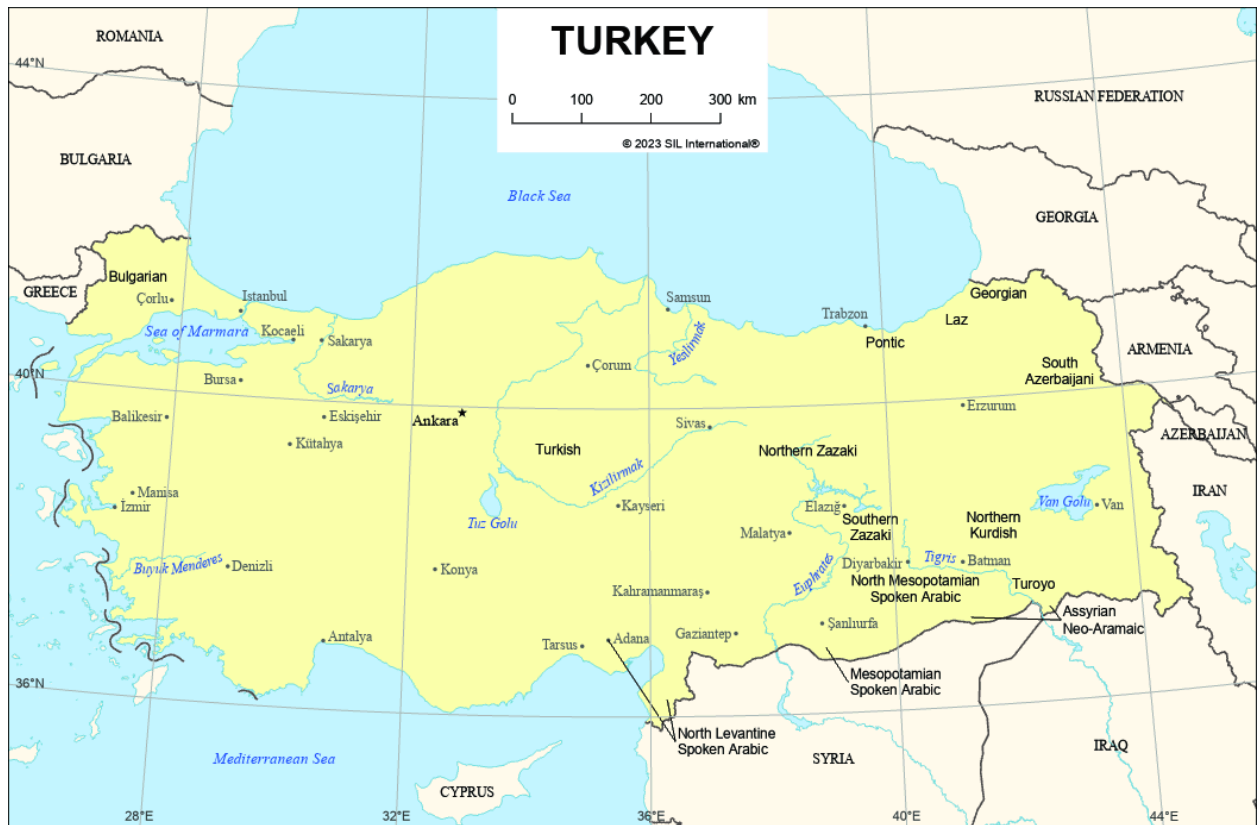 TURKEY
0 100 200 300 km
© 2023 SIL International®
ROMANIA
44°N
RUSSIAN FEDERATION
BULGARIA
Black Sea
GEORGIA
Bulgarian
GREECE
Çorlu
Istanbul
Georgian
Samsun
Trabzon
Laz
Sea of Marmara
Kocaeli
Sakarya
Yeşilirmak
Pontic
ARMENIA
South
Azerbaijani
Çorum
40°N
Bursa
Sakarya
Balikesir
Eskişehir
Ankara
Erzurum
Sivas
AZERBAIJAN
Kütahya
Turkish
Northern Zazaki
Kizilirmak
IRAN
Manisa
İzmir
Tuz Golu
Kayseri
Elazığ
Van Golu
Van
Southern
Zazaki
Northern
Kurdish
Malatya
Buyuk Menderes
Denizli
Konya
Euphrates
Diyarbakir
Tigris
Batman
North Mesopotamian
Spoken Arabic
Turoyo
Kahramanmaraş
Assyrian
Neo-Aramaic
Antalya
Tarsus
Adana
Gaziantep
Şanlıurfa
36°N
Mesopotamian
Spoken Arabic
North Levantine
Spoken Arabic
Mediterranean Sea
SYRIA
IRAQ
CYPRUS
28°E
32°E
36°E
40°E
44°E